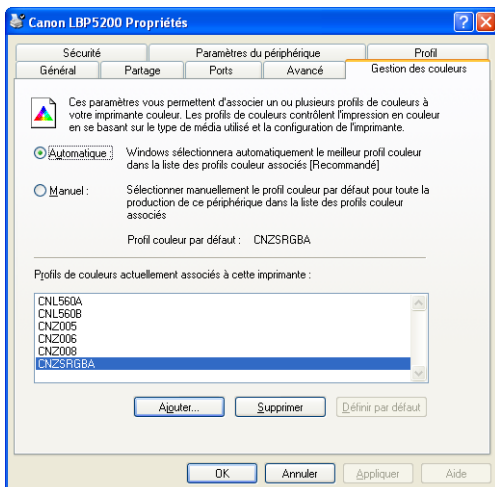 Canon LBP5200 Propriétés
Sécurité Paramètres du périphérique Profil
Général Partage Ports Avancé Gestion des couleurs
Ces paramètres vous permettent d'associer un ou plusieurs profils de couleurs à
votre imprimante couleur. Les profils de couleurs contrôlent l'impression en couleur
en se basant sur le type de média utilisé et la configuration de l'imprimante.
Automatique : Windows sélectionnera automatiquement le meilleur profil couleur
dans la liste des profils couleur associés [Recommandé]
Manuel : Sélectionner manuellement le profil couleur par défaut pour toute la
production de ce périphérique dans la liste des profils couleur
associés
Profil couleur par défaut : CNZSRGBA
Profils de couleurs actuellement associés à cette imprimante :
CNL560A
CNL560B
CNZ005
CNZ006
CNZ008
CNZSRGBA
Ajouter... Supprimer Définir par défaut
OK Annuler Appliquer Aide